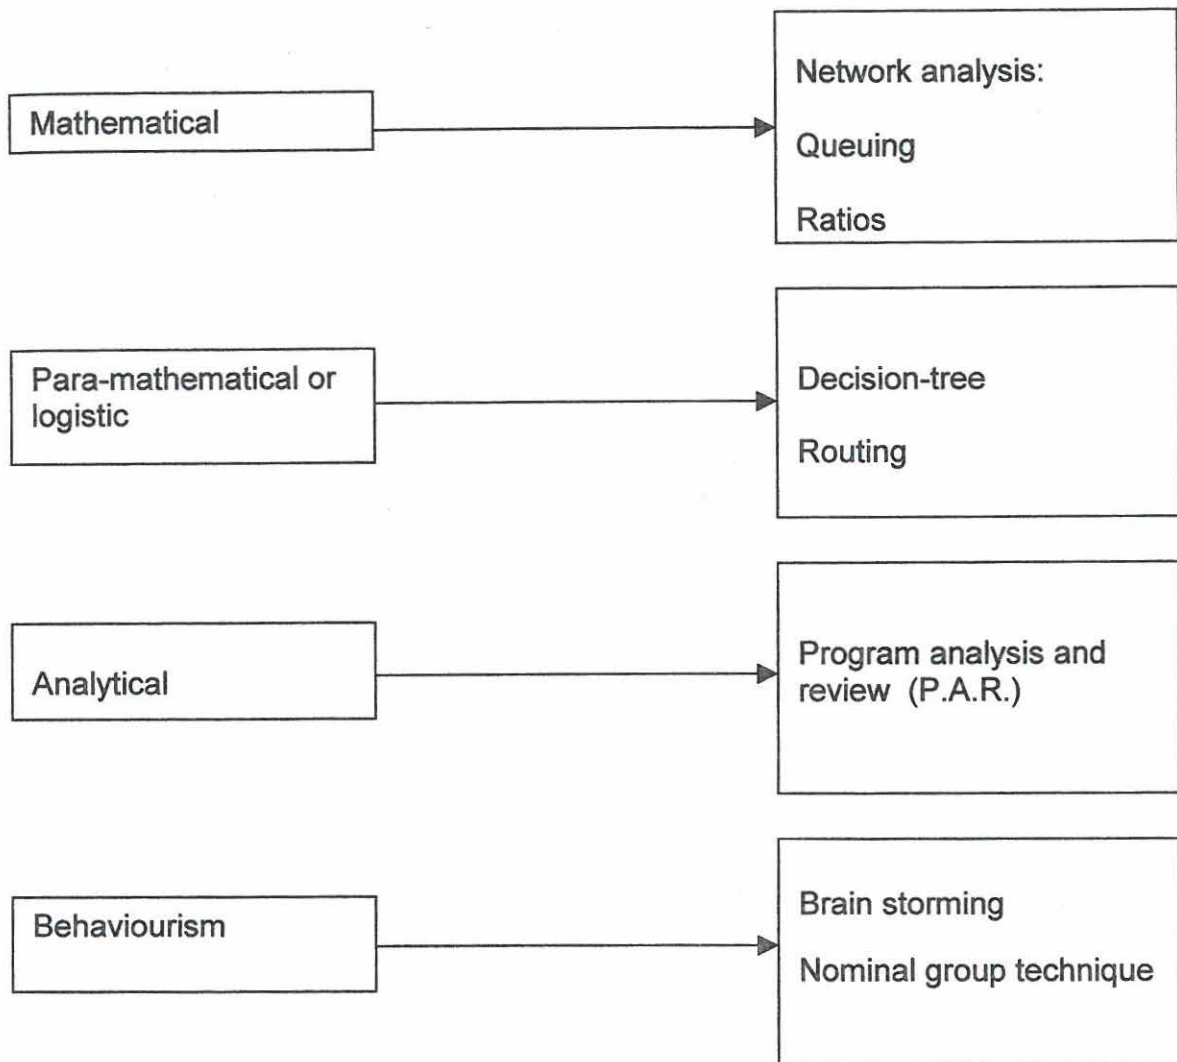 Mathematical
Network analysis:
Queuing
Ratios
Para-mathematical or
logistic
Decision-tree
Routing
Analytical
Program analysis and
review (P.A.R.)
Behaviourism
Brain storming
Nominal group technique